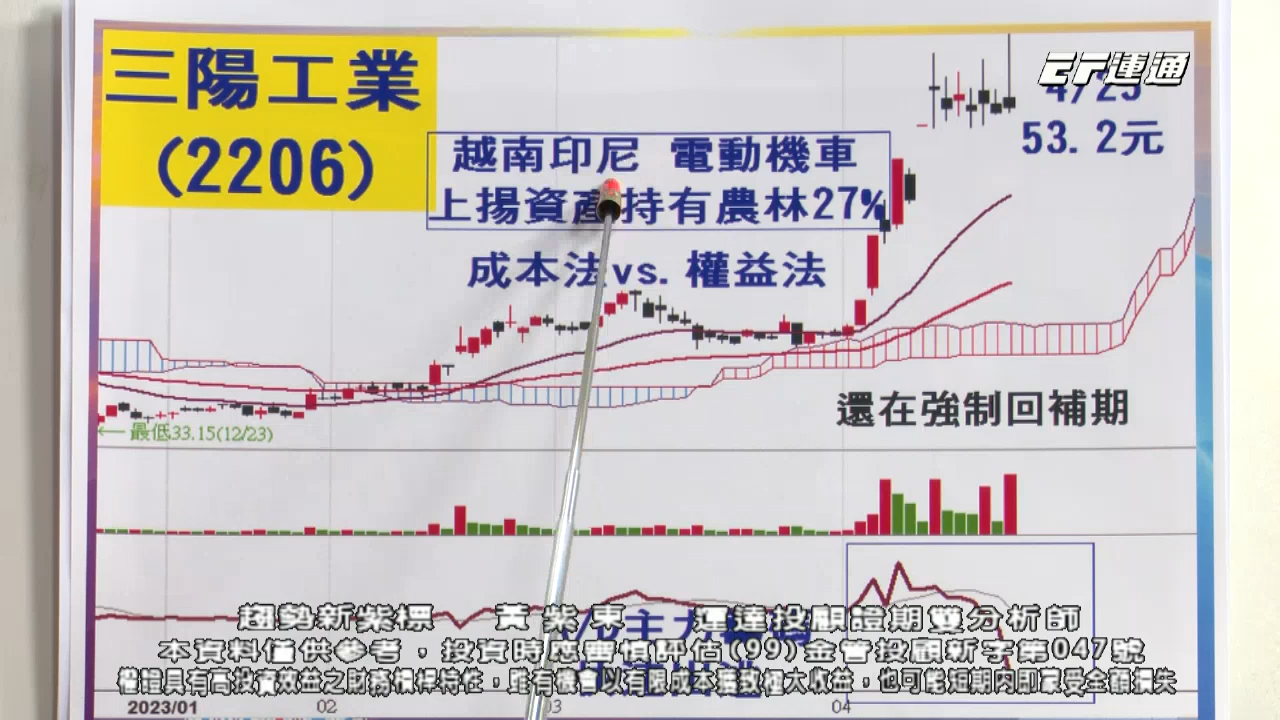 三陽工業
(2206)
EF運通
4/25
53.2元
越南印尼 電動機車
上揚資產持有農林27%
成本法vs.權益法
還在強制回補期
最低33.15(12/23)
主力
趨勢新紫標 黃紫東 運達投顧證期雙分析師
本資料僅供參考，投資時應審慎評估(99)金管投顧新字第047號
權證具有高投資效益之財務槓桿特性，雖有機會以有限成本獲致極大收益，也可能短期內即蒙受全額損失
2023/01 02 03 04